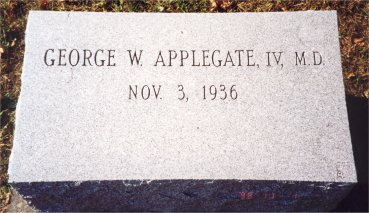 GEORGE W. APPLEGATE, IV, M.D.
NOV. 3, 1936